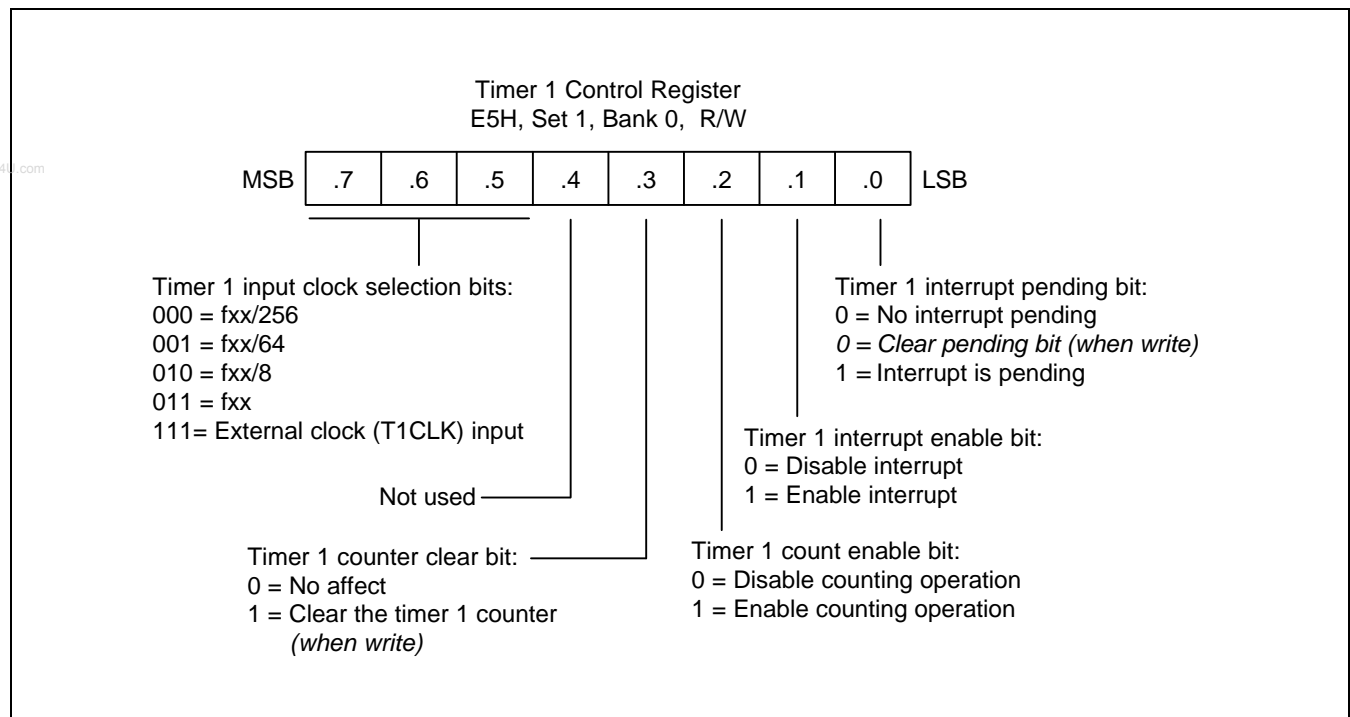 Timer 1 Control Register
E5H, Set 1, Bank 0, R/W
4U.com
MSB .7 .6 .5 .4 .3 .2 .1 .0 LSB
Timer 1 input clock selection bits:
000 = fxx/256
001 = fxx/64
010 = fxx/8
011 = fxx
111= External clock (T1CLK) input
Timer 1 interrupt pending bit:
0 = No interrupt pending
0 = Clear pending bit (when write)
1 = Interrupt is pending
Timer 1 interrupt enable bit:
0 = Disable interrupt
1 = Enable interrupt
Not used
Timer 1 counter clear bit:
0 = No affect
1 = Clear the timer 1 counter
(when write)
Timer 1 count enable bit:
0 = Disable counting operation
1 = Enable counting operation